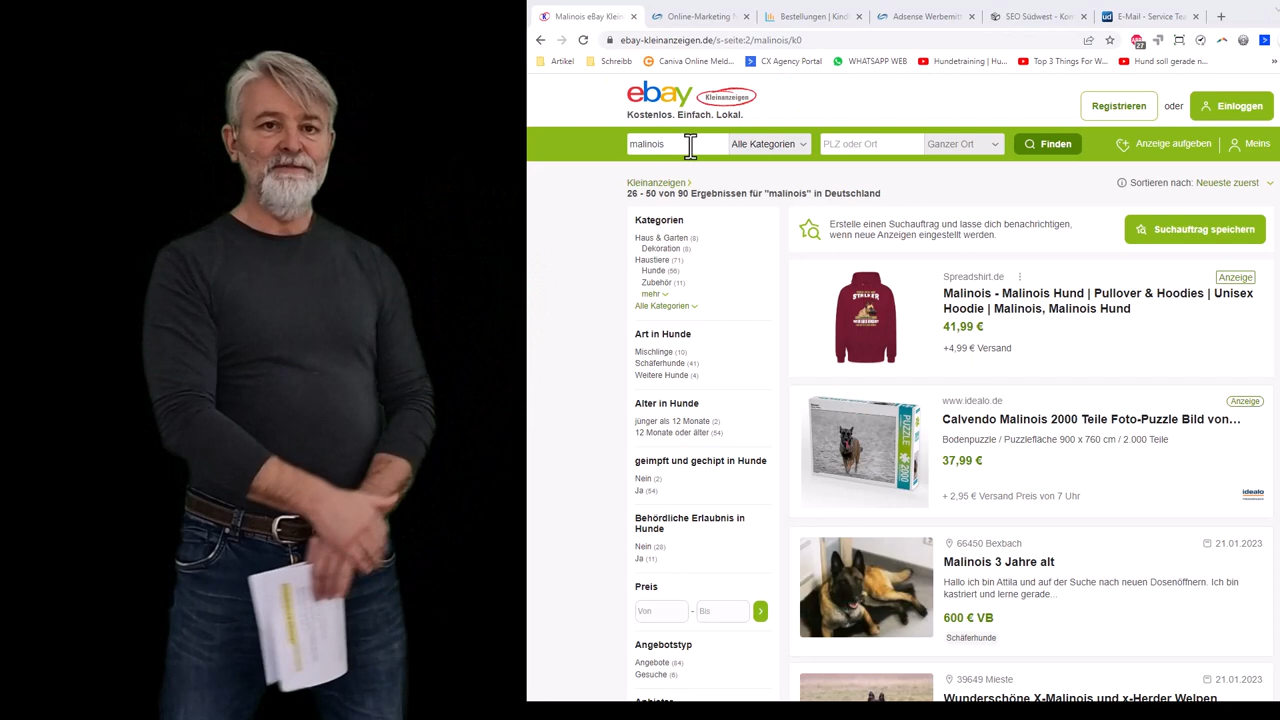 Malinois eBay Klein
Online-Marketing
Bestellungen | Kindl
Adsense Werbemitt
SEO Südwest - Kon
E-Mail - Service Tea
ebay-kleinanzeigen.de/s-seite:2/malinois/k0
27
Artikel
Schreibb
Caniva Online Meld...
CX Agency Portal
WHATSAPP WEB
Hundetraining | Hu...
Top 3 Things For W...
Hund soll gerade n...
ebay Kleinanzeigen
Kostenlos. Einfach. Lokal.
Registrieren oder Einloggen
malinois
Alle Kategorien
PLZ oder Ort
Ganzer Ort
Finden
Anzeige aufgeben
Meins
Kleinanzeigen
26 - 50 von 90 Ergebnissen für "malinois" in Deutschland
Sortieren nach: Neueste zuerst
Kategorien
Haus & Garten (8)
Dekoration (8)
Haustiere (71)
Hunde (56)
Zubehör (11)
mehr
Alle Kategorien
Art in Hunde
Mischlinge (10)
Schäferhunde (41)
Weitere Hunde (4)
Alter in Hunde
jünger als 12 Monate (2)
12 Monate oder älter (54)
geimpft und gechipt in Hunde
Nein (2)
Ja (54)
Behördliche Erlaubnis in
Hunde
Nein (28)
Ja (11)
Preis
Von - Bis
Angebotstyp
Angebote (84)
Gesuche (6)
Erstelle einen Suchauftrag und lasse dich benachrichtigen,
wenn neue Anzeigen eingestellt werden.
Suchauftrag speichern
Spreadshirt.de
Anzeige
Malinois - Malinois Hund | Pullover & Hoodies | Unisex
Hoodie | Malinois, Malinois Hund
41,99 €
+4,99 € Versand
STALKER
www.idealo.de
Anzeige
Calvendo Malinois 2000 Teile Foto-Puzzle Bild von...
Bodenpuzzle / Puzzlefläche 900 x 760 cm / 2.000 Teile
37,99 €
+ 2,95 € Versand Preis von 7 Uhr
idealo
PUZZLE
2000
66450 Bexbach
21.01.2023
Malinois 3 Jahre alt
Hallo ich bin Attila und auf der Suche nach neuen Dosenöffnern. Ich bin
kastriert und lerne gerade...
600 € VB
Schäferhunde
39649 Mieste
21.01.2023
Wunderschöne X-Malinois und x-Herder Welpen